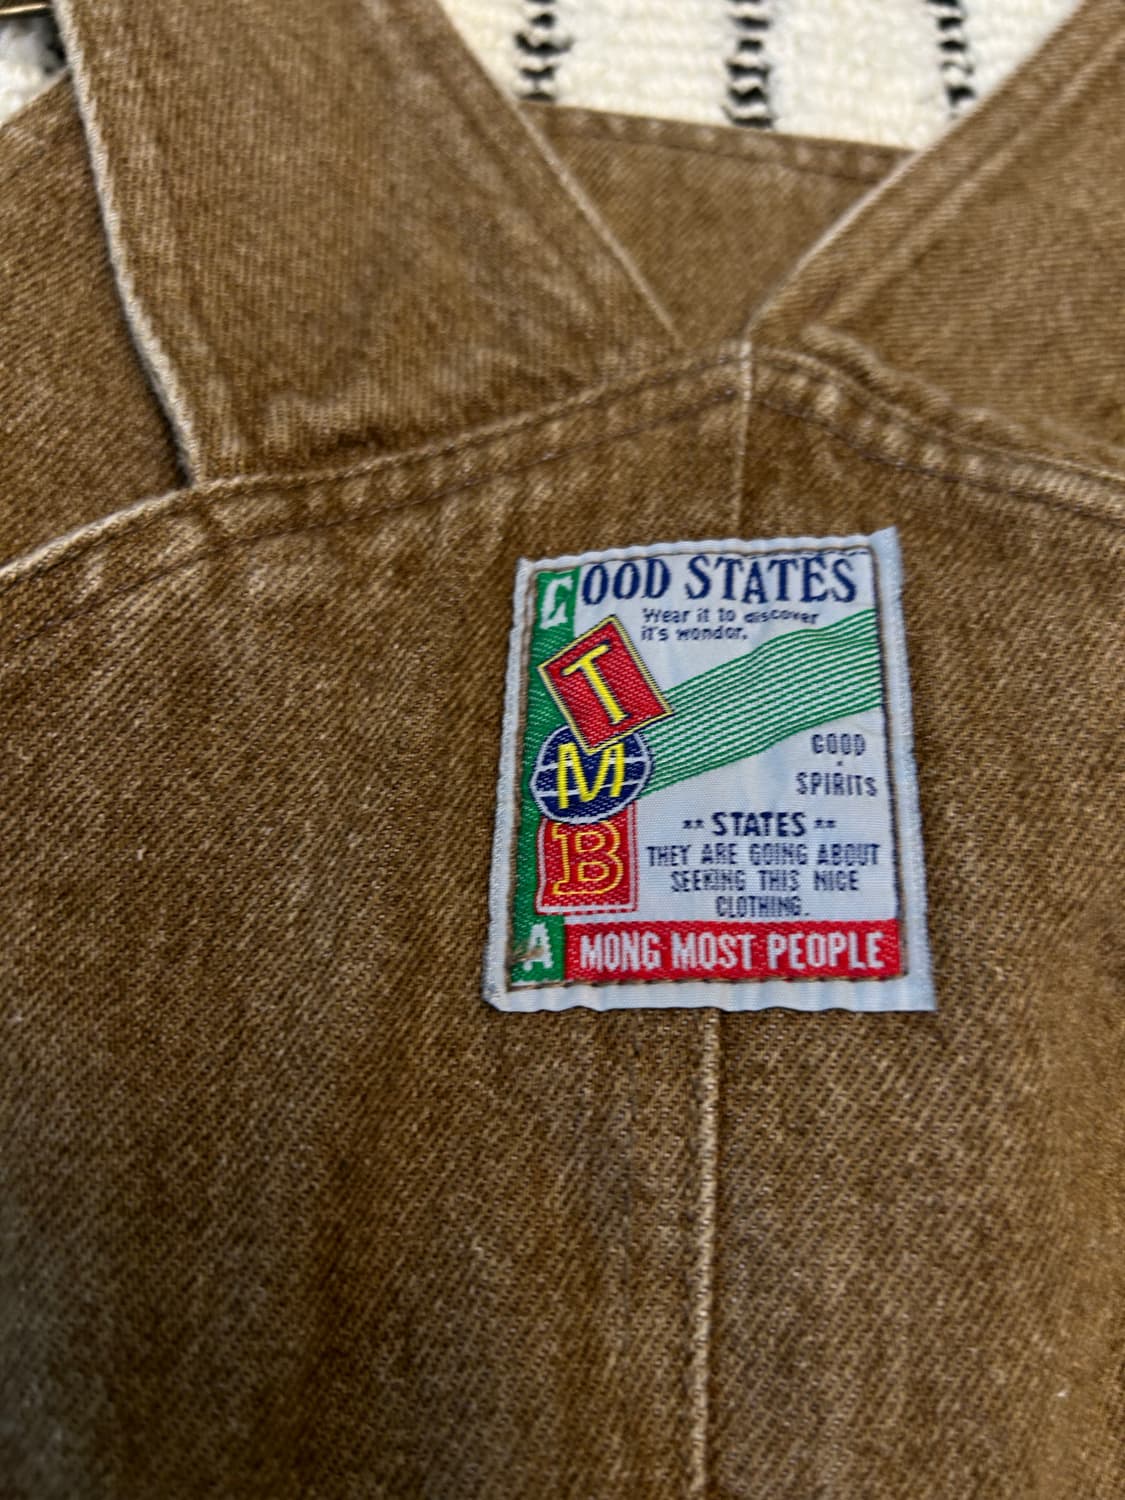 GOOD STATES
Wear it to discover
it's wondor.
T
M
B
GOOD
SPIRITS
** STATES **
THEY ARE GOING ABOUT
SEEKING THIS NICE
CLOTHING.
AMONG MOST PEOPLE